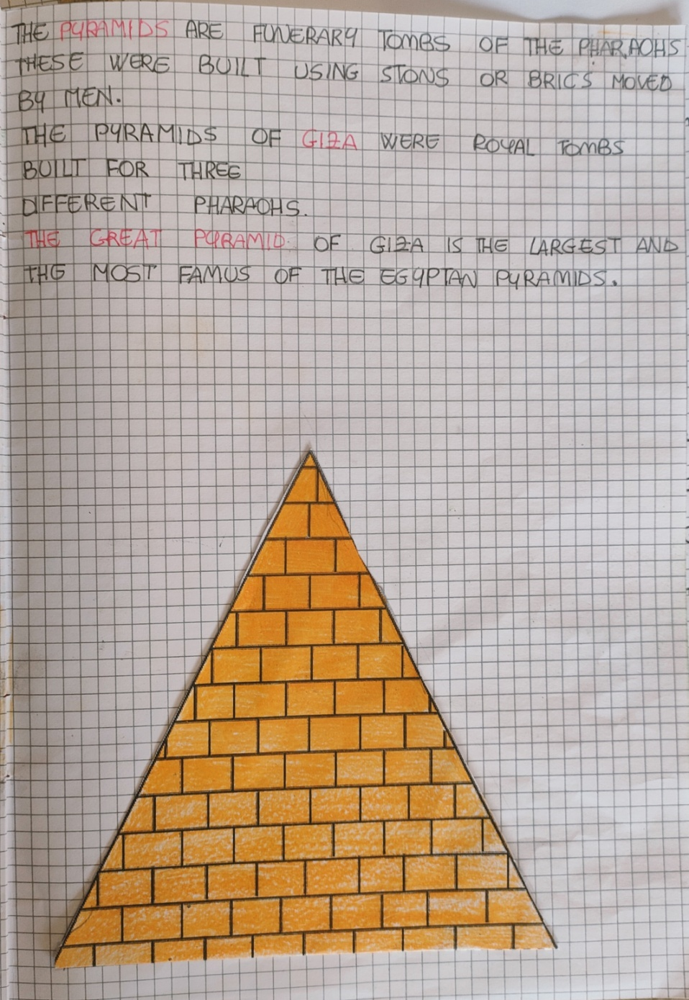 THE PYRAMIDS ARE FUNERARY TOMBS OF THE PHARAOHS
THESE WERE BUILT USING STONS OR BRICS MOVED
BY MEN.
THE PYRAMIDS OF GIZA WERE ROYAL TOMBS
BUILT FOR THREE
DIFFERENT PHARAOHS.
THE GREAT PYRAMID OF GIZA IS THE LARGEST AND
THE MOST FAMUS OF THE EGYPTAN PYRAMIDS.